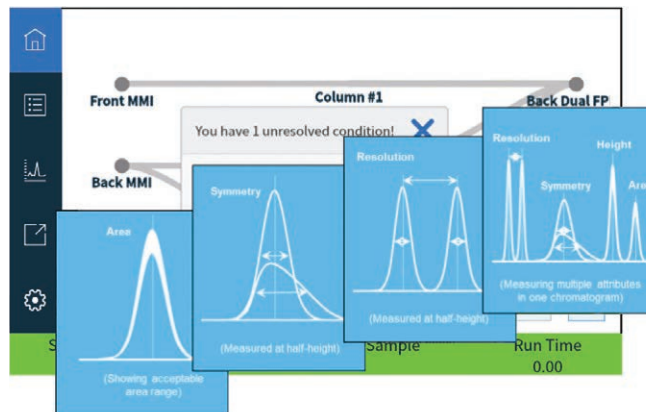 Front MMI
Column #1
Back Dual FP
You have 1 unresolved condition!
Back MMI
Area
(Showing acceptable
area range)
Symmetry
(Measured at half-height)
Resolution
(Measured at half-height)
Resolution
Height
Symmetry
(Measuring multiple attributes
in one chromatogram)
Sample
Run Time
0.00